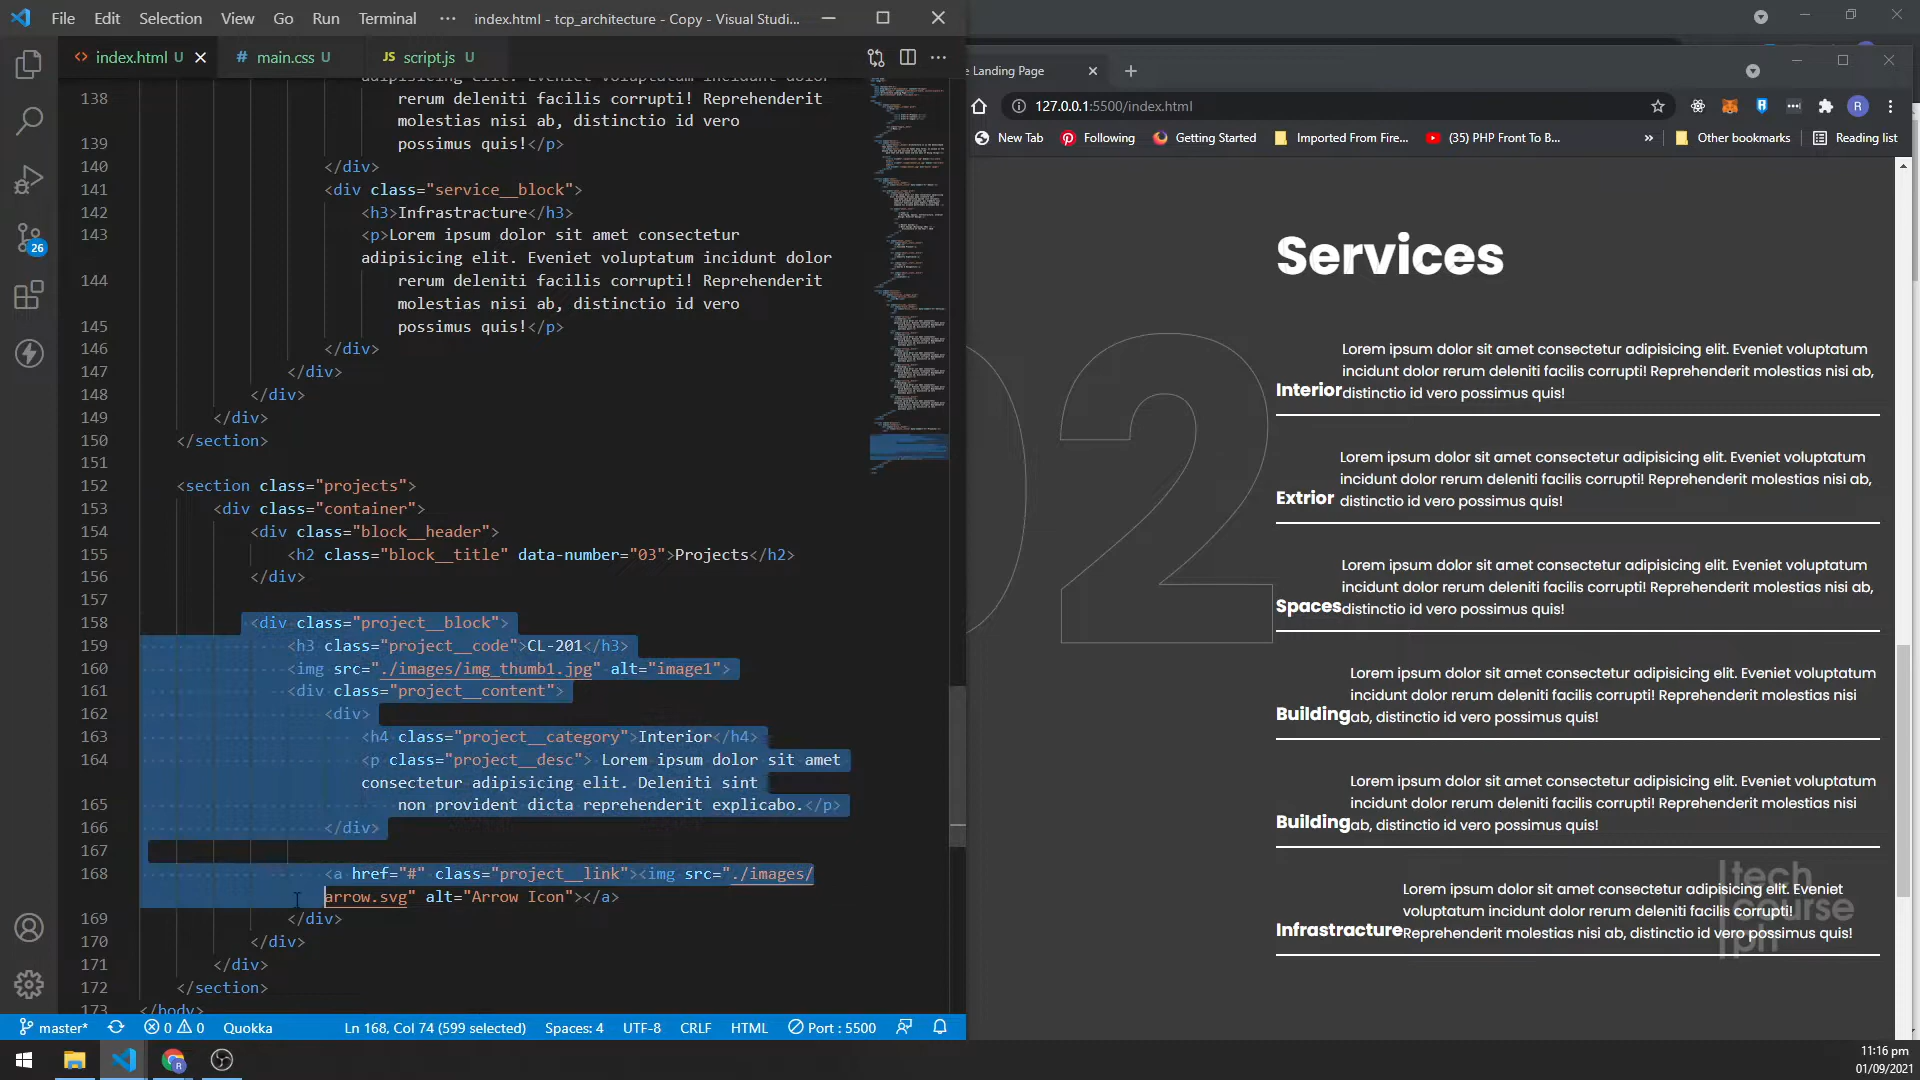 File Edit Selection View Go Run Terminal ··· index.html - tcp_architecture - Copy - Visual Studi...
index.html U
# main.css U
JS script.js U
138 rerum deleniti facilis corrupti! Reprehenderit
molestias nisi ab, distinctio id vero
139 possimus quis!</p>
140 </div>
141 <div class="service__block">
142 <h3>Infrastracture</h3>
143 <p>Lorem ipsum dolor sit amet consectetur
adipisicing elit. Eveniet voluptatum incidunt dolor
144 rerum deleniti facilis corrupti! Reprehenderit
molestias nisi ab, distinctio id vero
145 possimus quis!</p>
146 </div>
147 </div>
148 </div>
149 </div>
150 </section>
151
152 <section class="projects">
153 <div class="container">
154 <div class="block__header">
155 <h2 class="block__title" data-number="03">Projects</h2>
156 </div>
157
158 <div class="project__block">
159 <h3 class="project__code">CL-201</h3>
160 <img src="./images/img_thumb1.jpg" alt="image1">
161 <div class="project__content">
162 <div>
163 <h4 class="project__category">Interior</h4>
164 <p class="project__desc"> Lorem ipsum dolor sit amet
consectetur adipisicing elit. Deleniti sint
165 non provident dicta reprehenderit explicabo.</p>
166 </div>
167
168 <a href="#" class="project__link"><img src="./images/
arrow.svg" alt="Arrow Icon"></a>
169 </div>
170 </div>
171 </div>
172 </section>
173 </body>
26
master* 0 0 Quokka Ln 168, Col 74 (599 selected) Spaces: 4 UTF-8 CRLF HTML Port : 5500
e Landing Page
127.0.0.1:5500/index.html
R
New Tab Following Getting Started Imported From Fire... (35) PHP Front To B... » Other bookmarks Reading list
Services
02
Interior
Lorem ipsum dolor sit amet consectetur adipisicing elit. Eveniet voluptatum
incidunt dolor rerum deleniti facilis corrupti! Reprehenderit molestias nisi ab,
distinctio id vero possimus quis!
Extrior
Lorem ipsum dolor sit amet consectetur adipisicing elit. Eveniet voluptatum
incidunt dolor rerum deleniti facilis corrupti! Reprehenderit molestias nisi ab,
distinctio id vero possimus quis!
Spaces
Lorem ipsum dolor sit amet consectetur adipisicing elit. Eveniet voluptatum
incidunt dolor rerum deleniti facilis corrupti! Reprehenderit molestias nisi ab,
distinctio id vero possimus quis!
Building
Lorem ipsum dolor sit amet consectetur adipisicing elit. Eveniet voluptatum
incidunt dolor rerum deleniti facilis corrupti! Reprehenderit molestias nisi
ab, distinctio id vero possimus quis!
Building
Lorem ipsum dolor sit amet consectetur adipisicing elit. Eveniet voluptatum
incidunt dolor rerum deleniti facilis corrupti! Reprehenderit molestias nisi
ab, distinctio id vero possimus quis!
Infrastracture
Lorem ipsum dolor sit amet consectetur adipisicing elit. Eveniet
voluptatum incidunt dolor rerum deleniti facilis corrupti!
Reprehenderit molestias nisi ab, distinctio id vero possimus quis!
tech
course
ph
11:16 pm
01/09/2021